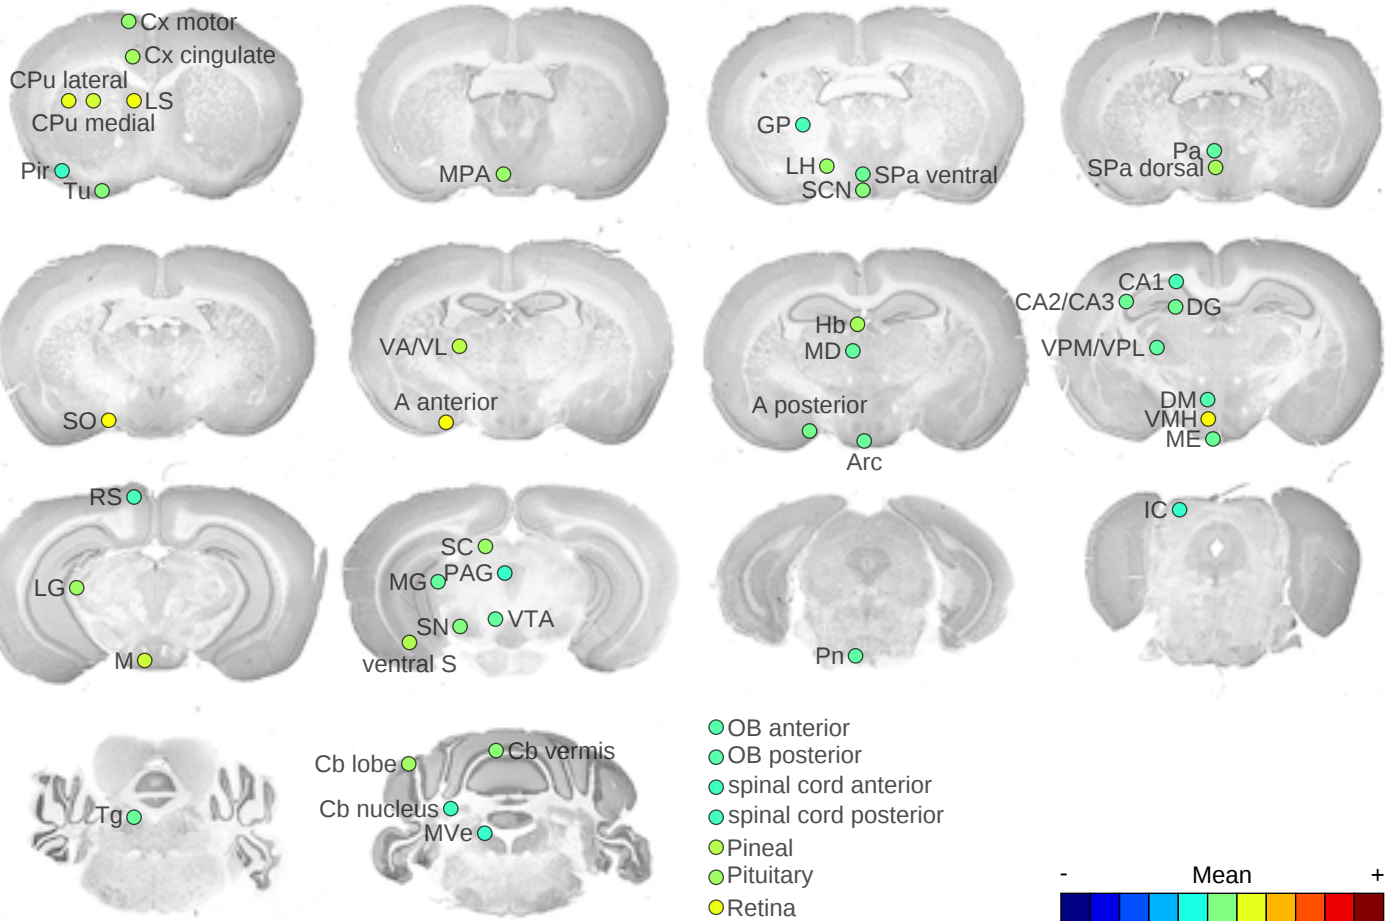 Cx motor
Cx cingulate
CPu lateral
LS
CPu medial
Pir
Tu
MPA
GP
LH
SPa ventral
SCN
Pa
SPa dorsal
SO
VA/VL
A anterior
Hb
MD
A posterior
Arc
CA1
CA2/CA3
DG
VPM/VPL
DM
VMH
ME
RS
LG
M
SC
MG
PAG
SN
VTA
ventral S
Pn
IC
Tg
Cb lobe
Cb vermis
Cb nucleus
MVe
OB anterior
OB posterior
spinal cord anterior
spinal cord posterior
Pineal
Pituitary
Retina
- Mean +